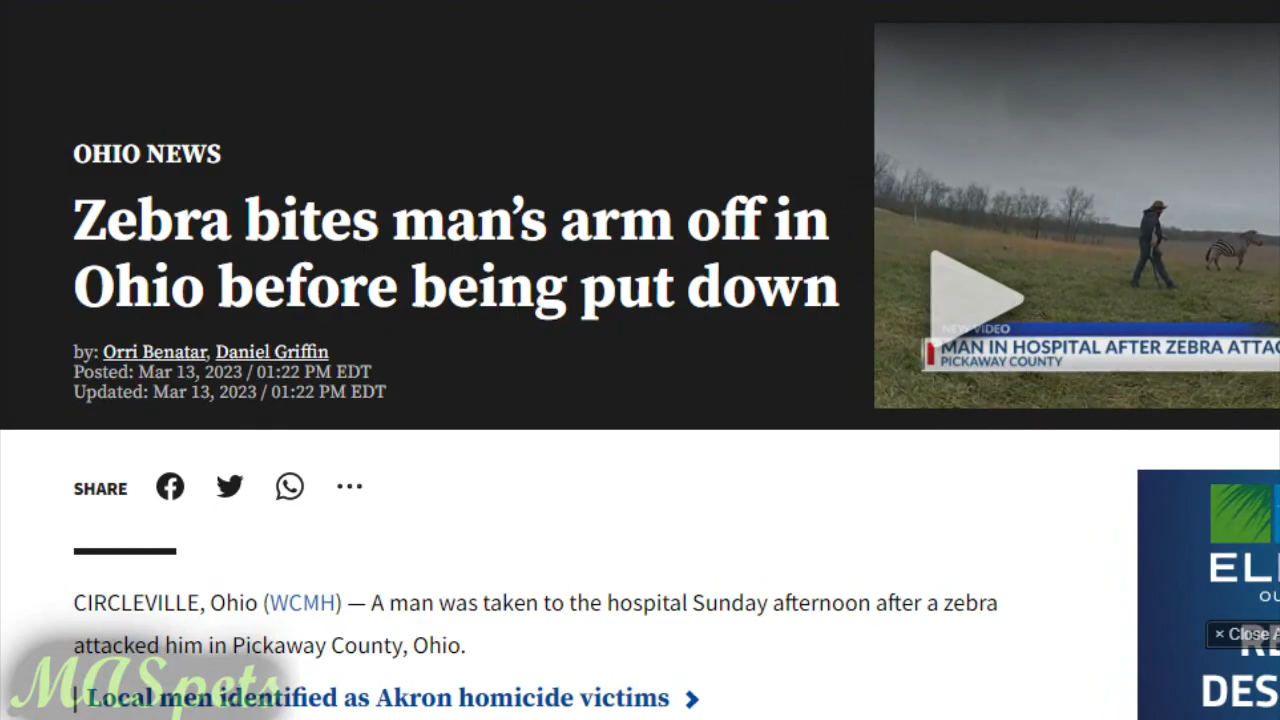 OHIO NEWS
Zebra bites man's arm off in
Ohio before being put down
by: Orri Benatar, Daniel Griffin
Posted: Mar 13, 2023 / 01:22 PM EDT
Updated: Mar 13, 2023 / 01:22 PM EDT
NEW VIDEO
MAN IN HOSPITAL AFTER ZEBRA
PICKAWAY COUNTY
SHARE
CIRCLEVILLE, Ohio (WCMH) — A man was taken to the hospital Sunday afternoon after a zebra
attacked him in Pickaway County, Ohio.
Local men identified as Akron homicide victims
MASpets
× Close